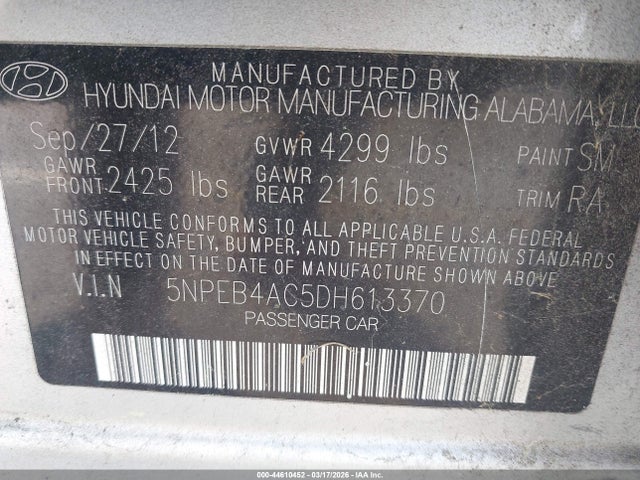 MANUFACTURED BY
HYUNDAI MOTOR MANUFACTURING ALABAMA, LLC
Sep/27/12 GVWR 4299 lbs PAINT SM
GAWR FRONT 2425 lbs GAWR REAR 2116 lbs TRIM RA
THIS VEHICLE CONFORMS TO ALL APPLICABLE U.S.A. FEDERAL
MOTOR VEHICLE SAFETY, BUMPER, AND THEFT PREVENTION STANDARDS
IN EFFECT ON THE DATE OF MANUFACTURE SHOWN ABOVE.
V.I.N 5NPEB4AC5DH613370
PASSENGER CAR
000-44610452 | 03/17/2026 | IAAI